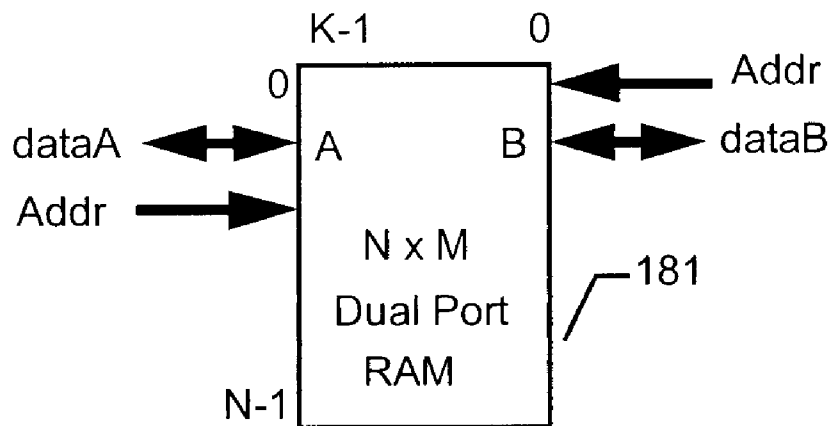 K-1 0
0
Addr
dataA
A
B
dataB
Addr
N x M
Dual Port
RAM
181
N-1